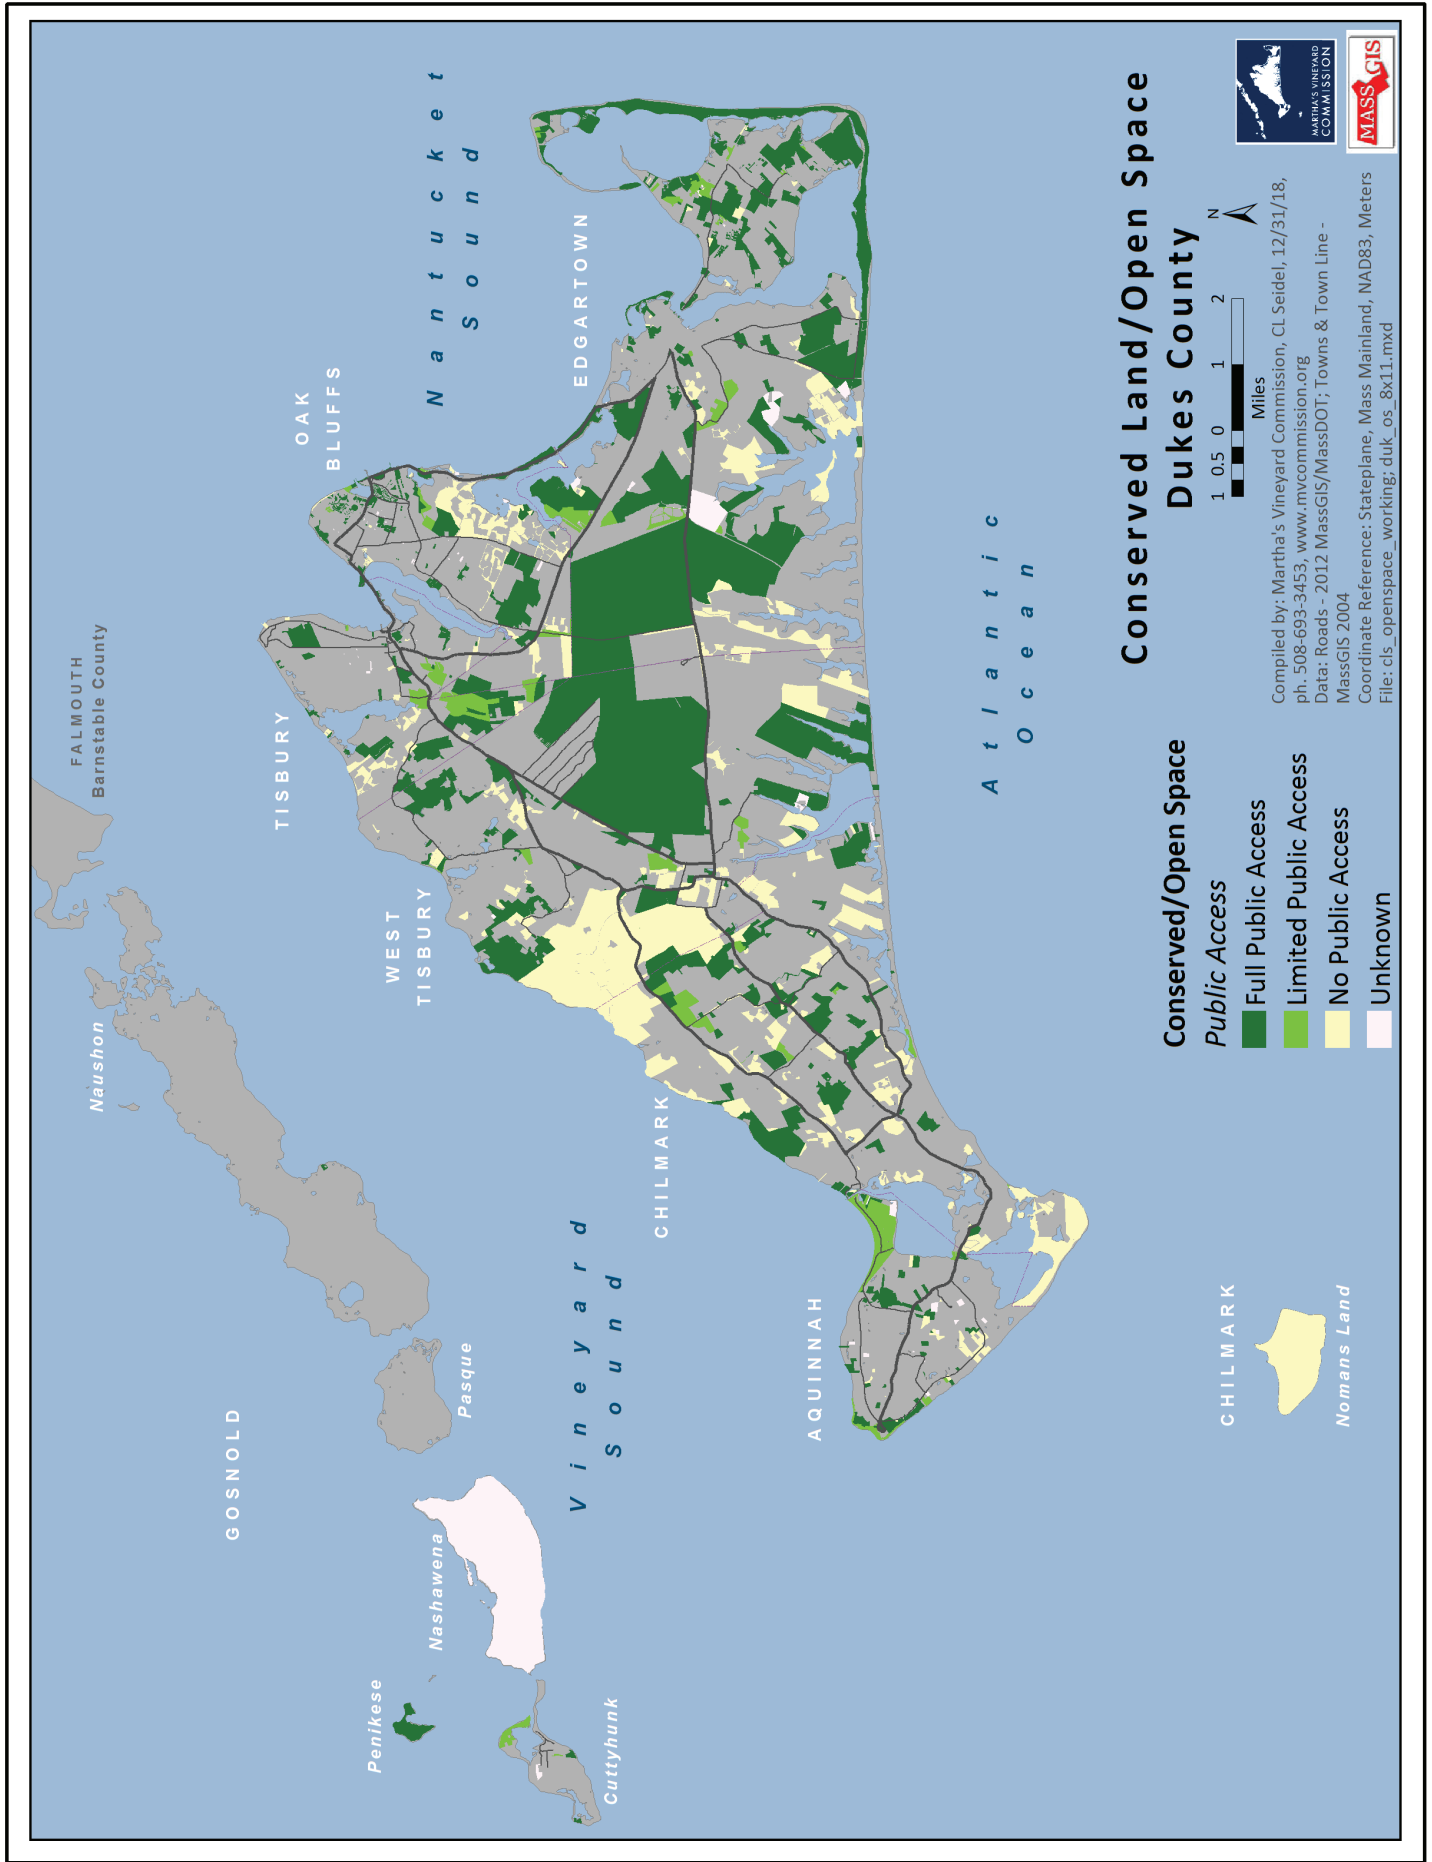 FALMOUTH
Barnstable County
Naushon
GOSNOLD
Pasque
Nashawena
Penikese
Cuttyhunk
TISBURY
OAK
BLUFFS
WEST
TISBURY
EDGARTOWN
CHILMARK
AQUINNAH
CHILMARK
Nomans Land
Nantucket
Sound
Vineyard
Sound
Atlantic
Ocean
Conserved/Open Space
Public Access
Full Public Access
Limited Public Access
No Public Access
Unknown
Conserved Land/Open Space
Dukes County
1 0.5 0 1 2
Miles
N
Compiled by: Martha's Vineyard Commission, CL Seidel, 12/31/18,
ph. 508-693-3453, www.mvcommission.org
Data: Roads - 2012 MassGIS/MassDOT; Towns & Town Line -
MassGIS 2004
Coordinate Reference: Stateplane, Mass Mainland, NAD83, Meters
File: cls_openspace_working; duk_os_8x11.mxd
MARTHA'S VINEYARD
COMMISSION
MASSGIS